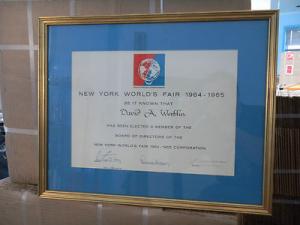 NEW YORK WORLD'S FAIR 1964-1965
BE IT KNOWN THAT
David A. Werblin
HAS BEEN ELECTED A MEMBER OF THE
BOARD OF DIRECTORS OF THE
NEW YORK WORLD'S FAIR 1964-1965 CORPORATION